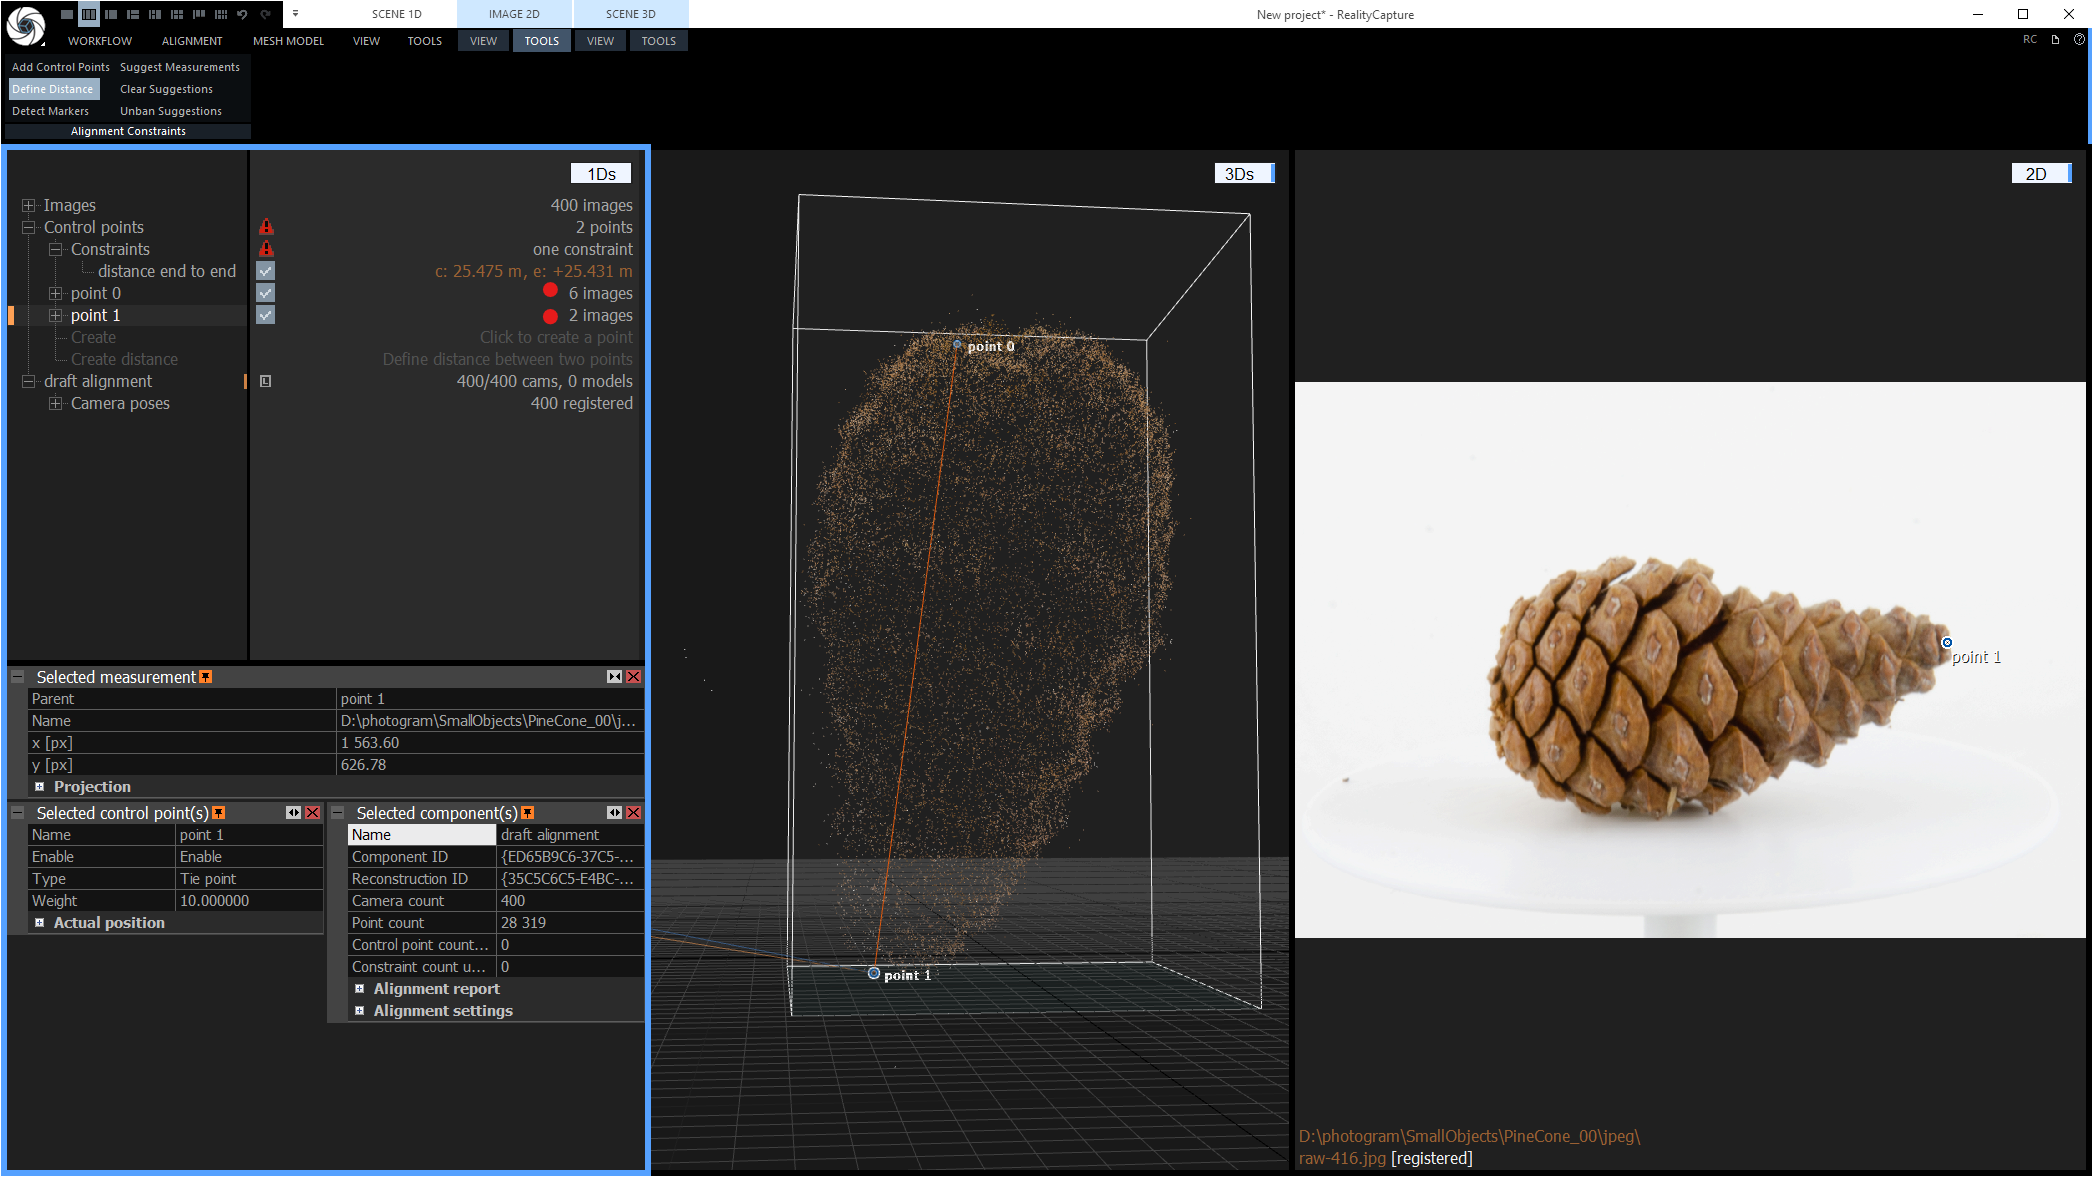 SCENE 1D
IMAGE 2D
SCENE 3D
New project* - RealityCapture
WORKFLOW
ALIGNMENT
MESH MODEL
VIEW
TOOLS
VIEW
TOOLS
VIEW
TOOLS
RC
Add Control Points
Suggest Measurements
Define Distance
Clear Suggestions
Detect Markers
Unban Suggestions
Alignment Constraints
1Ds
Images
400 images
Control points
2 points
Constraints
one constraint
distance end to end
c: 25.475 m, e: +25.431 m
point 0
6 images
point 1
2 images
Create
Click to create a point
Create distance
Define distance between two points
draft alignment
L
400/400 cams, 0 models
Camera poses
400 registered
Selected measurement
Parent
point 1
Name
D:\photogram\SmallObjects\PineCone_00\j...
x [px]
1 563.60
y [px]
626.78
Projection
Selected control point(s)
Name
point 1
Enable
Enable
Type
Tie point
Weight
10.000000
Actual position
Selected component(s)
Name
draft alignment
Component ID
{ED65B9C6-37C5-...
Reconstruction ID
{35C5C6C5-E4BC-...
Camera count
400
Point count
28 319
Control point count...
0
Constraint count u...
0
Alignment report
Alignment settings
3Ds
point 0
point 1
2D
point 1
D:\photogram\SmallObjects\PineCone_00\jpeg\
raw-416.jpg [registered]